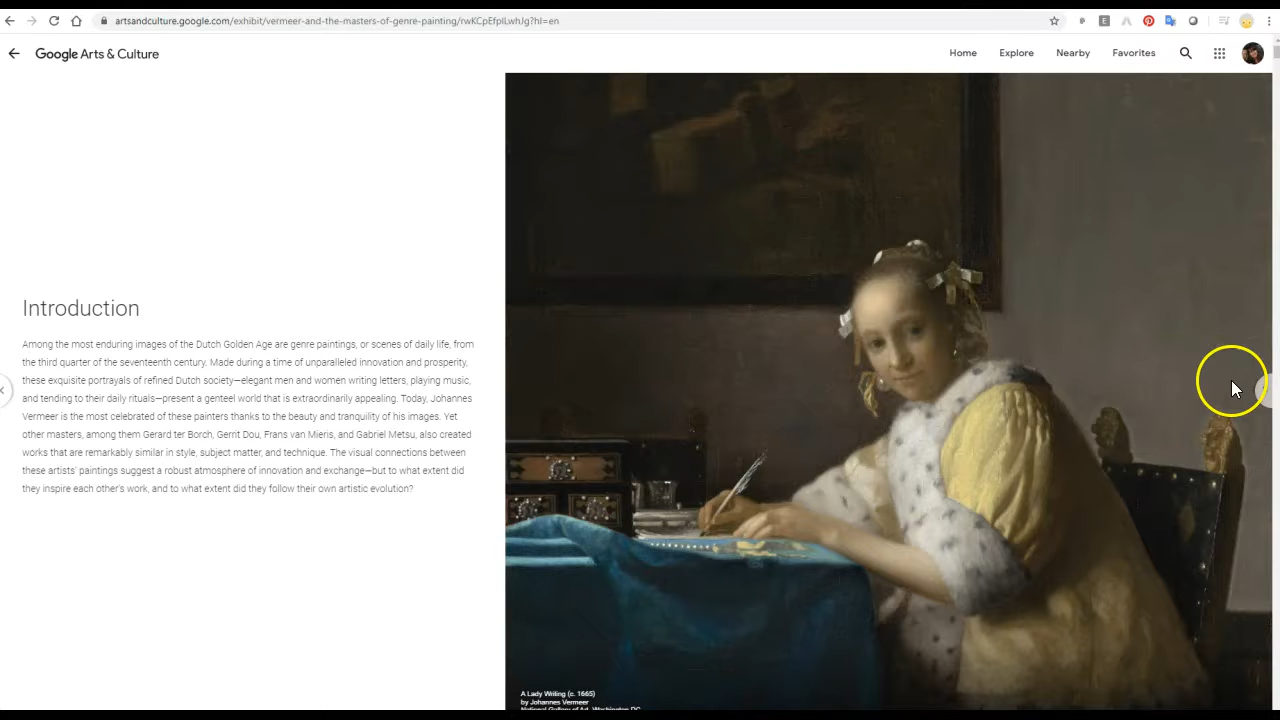 artsandculture.google.com/exhibit/vermeer-and-the-masters-of-genre-painting/rwKCpEfpILwhJg?hl=en
Google Arts & Culture
Home Explore Nearby Favorites
Introduction
Among the most enduring images of the Dutch Golden Age are genre paintings, or scenes of daily life, from
the third quarter of the seventeenth century. Made during a time of unparalleled innovation and prosperity,
these exquisite portrayals of refined Dutch society—elegant men and women writing letters, playing music,
and tending to their daily rituals—present a genteel world that is extraordinarily appealing. Today, Johannes
Vermeer is the most celebrated of these painters thanks to the beauty and tranquility of his images. Yet
other masters, among them Gerard ter Borch, Gerrit Dou, Frans van Mieris, and Gabriel Metsu, also created
works that are remarkably similar in style, subject matter, and technique. The visual connections between
these artists' paintings suggest a robust atmosphere of innovation and exchange—but to what extent did
they inspire each other's work, and to what extent did they follow their own artistic evolution?
A Lady Writing (c. 1665)
by Johannes Vermeer
National Gallery of Art, Washington DC